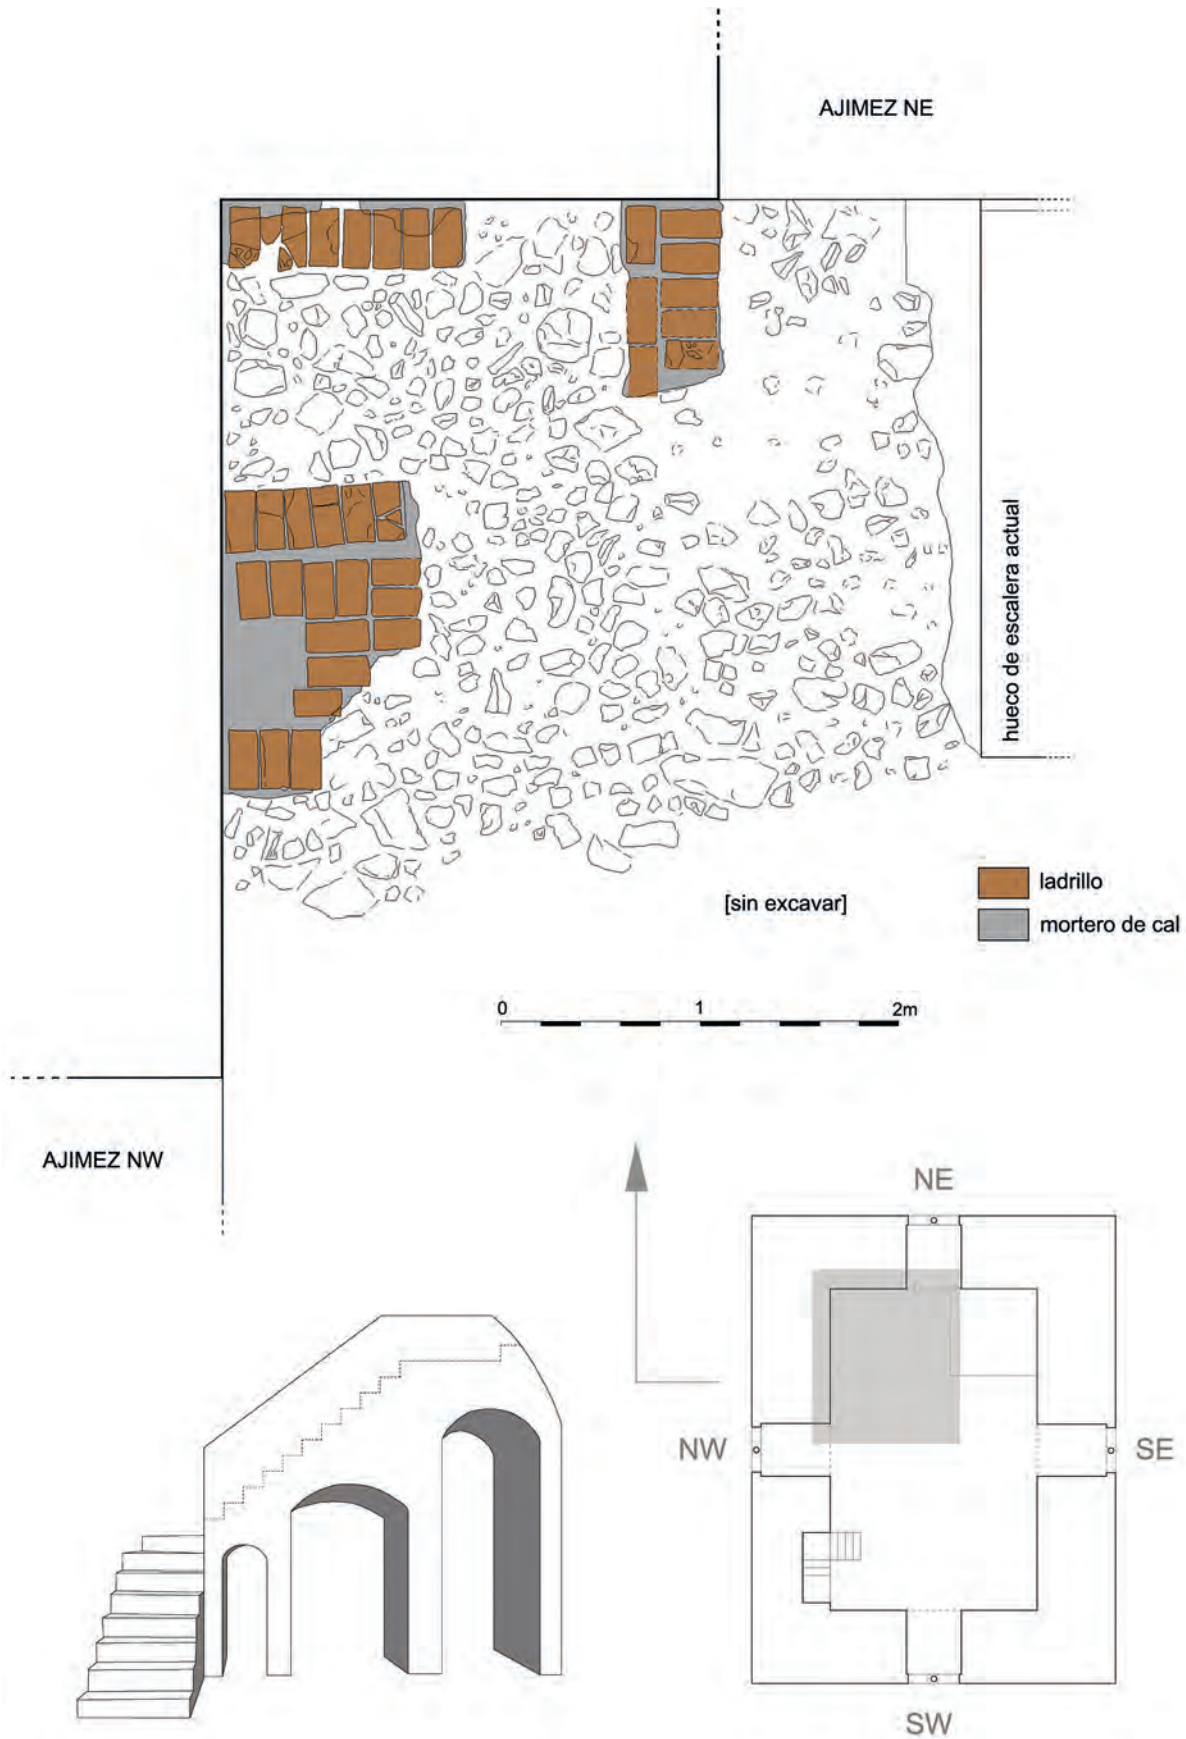 AJIMEZ NE
hueco de escalera actual
ladrillo
mortero de cal
[sin excavar]
0 1 2m
AJIMEZ NW
NE
NW
SE
SW